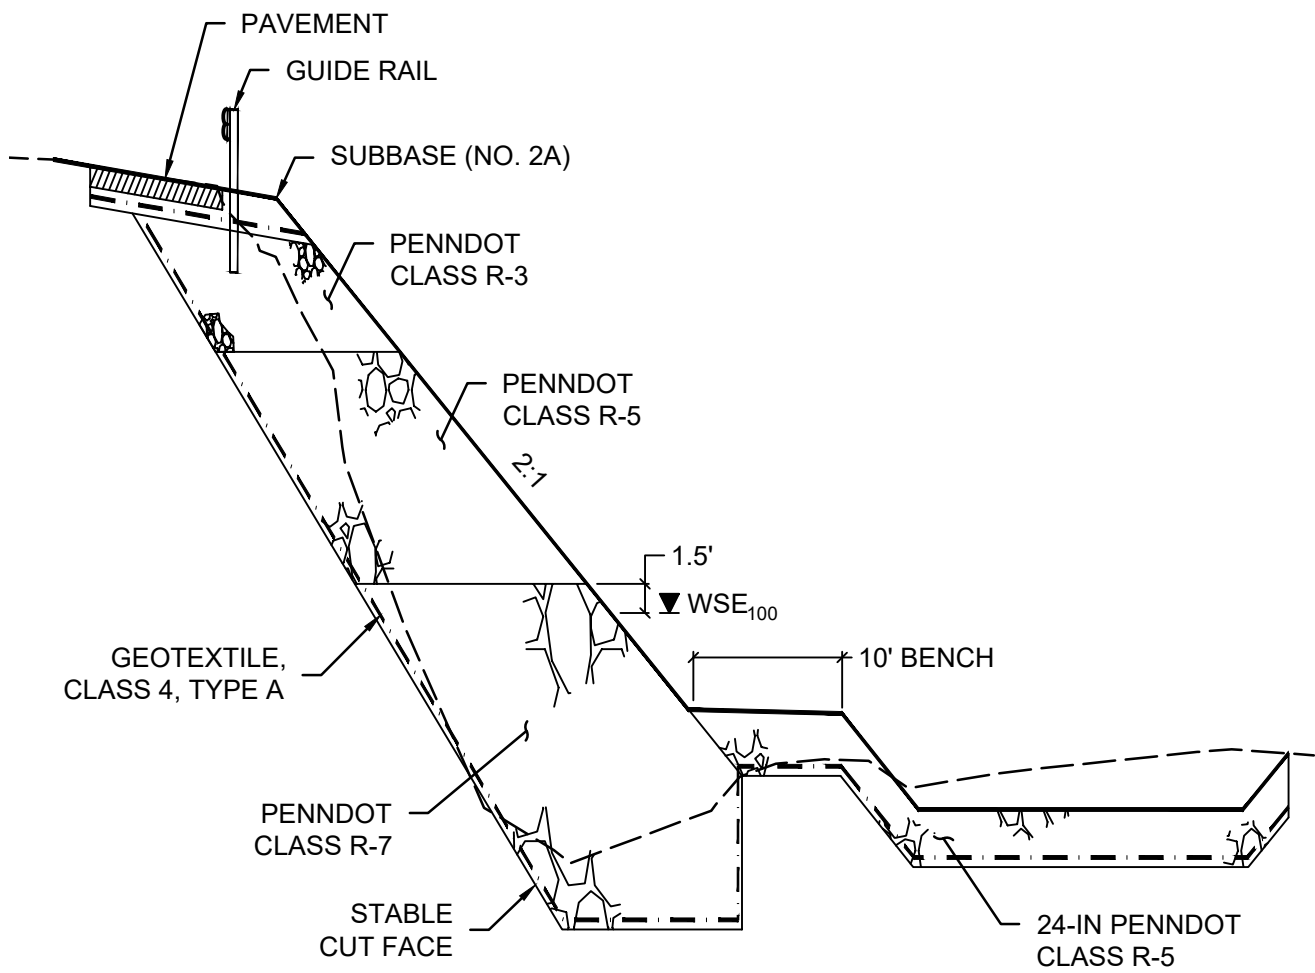 PAVEMENT
GUIDE RAIL
SUBBASE (NO. 2A)
PENNDOT
CLASS R-3
PENNDOT
CLASS R-5
2:1
1.5'
WSE100
10' BENCH
GEOTEXTILE,
CLASS 4, TYPE A
PENNDOT
CLASS R-7
STABLE
CUT FACE
24-IN PENNDOT
CLASS R-5